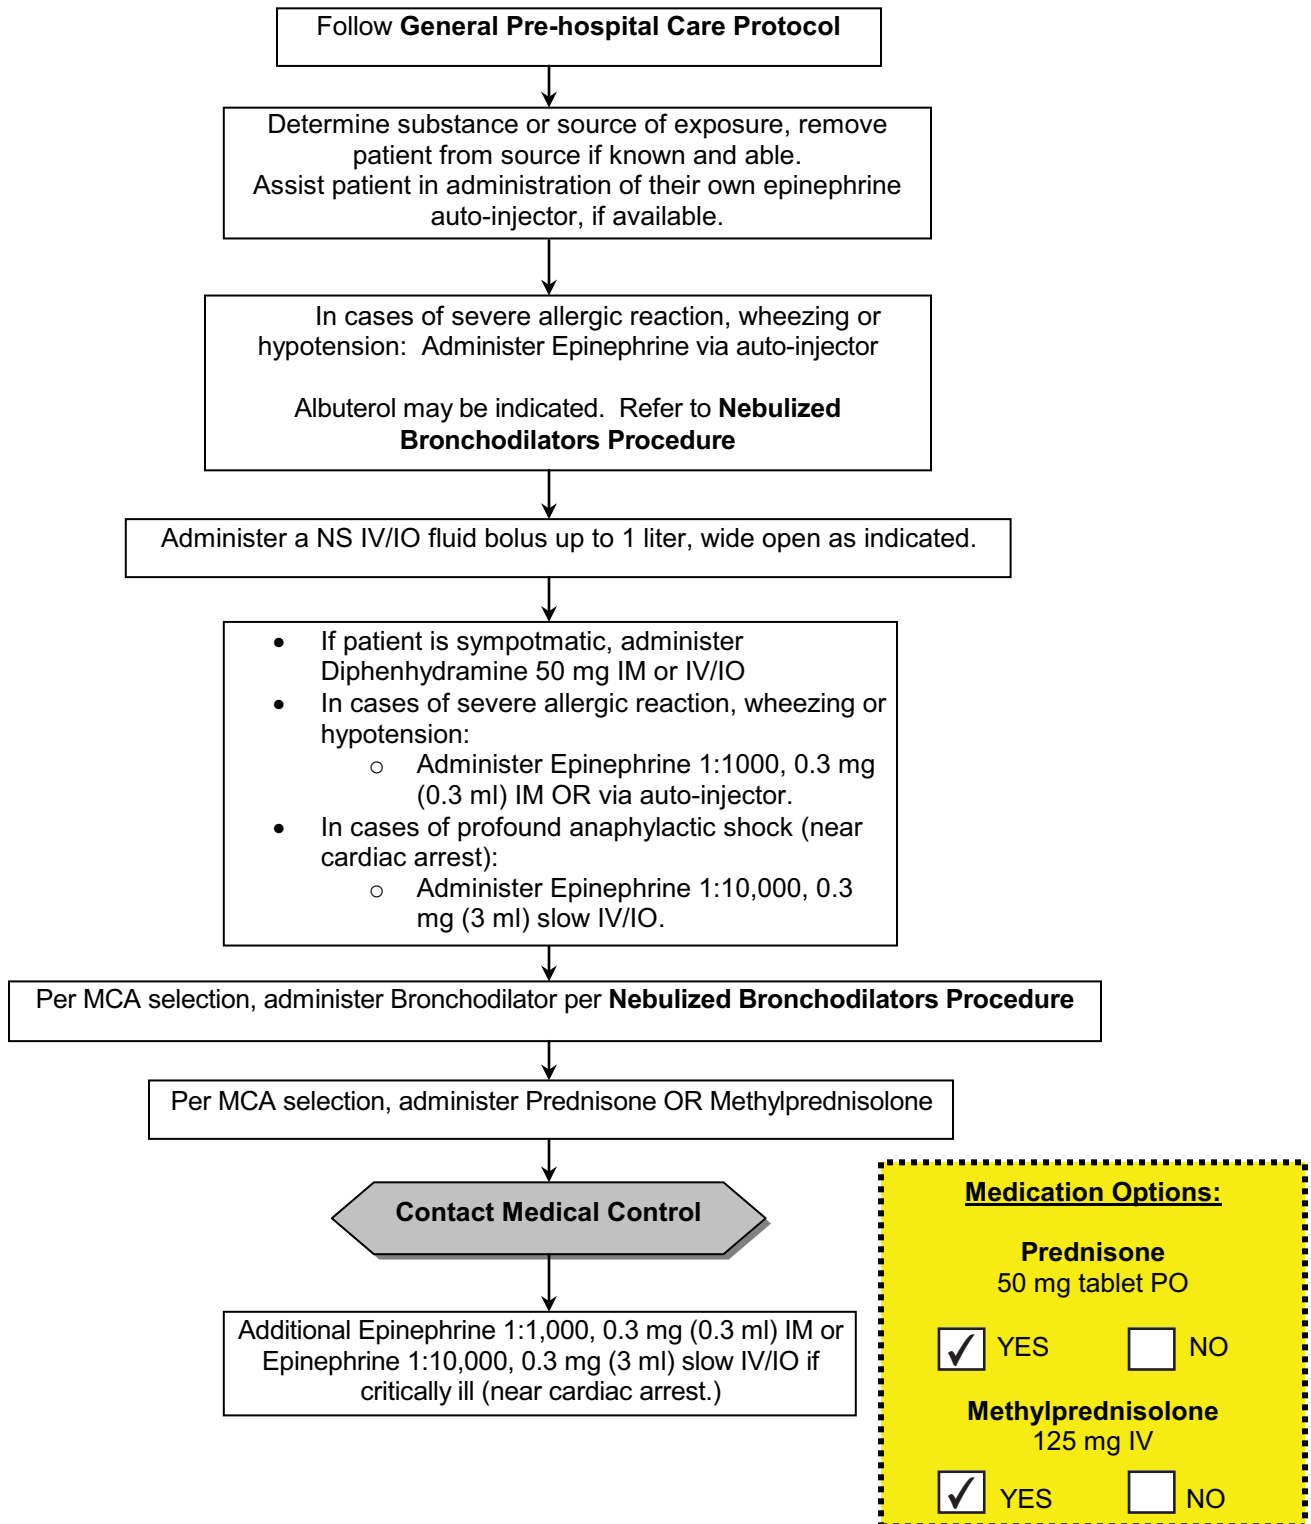 Follow General Pre-hospital Care Protocol
Determine substance or source of exposure, remove
patient from source if known and able.
Assist patient in administration of their own epinephrine
auto-injector, if available.
In cases of severe allergic reaction, wheezing or
hypotension:  Administer Epinephrine via auto-injector
Albuterol may be indicated.  Refer to Nebulized
Bronchodilators Procedure
Administer a NS IV/IO fluid bolus up to 1 liter, wide open as indicated.
• If patient is sympotmatic, administer
Diphenhydramine 50 mg IM or IV/IO
• In cases of severe allergic reaction, wheezing or
hypotension:
o Administer Epinephrine 1:1000, 0.3 mg
(0.3 ml) IM OR via auto-injector.
• In cases of profound anaphylactic shock (near
cardiac arrest):
o Administer Epinephrine 1:10,000, 0.3
mg (3 ml) slow IV/IO.
Per MCA selection, administer Bronchodilator per Nebulized Bronchodilators Procedure
Per MCA selection, administer Prednisone OR Methylprednisolone
Contact Medical Control
Additional Epinephrine 1:1,000, 0.3 mg (0.3 ml) IM or
Epinephrine 1:10,000, 0.3 mg (3 ml) slow IV/IO if
critically ill (near cardiac arrest.)
Medication Options:
Prednisone
50 mg tablet PO
✓ YES NO
Methylprednisolone
125 mg IV
✓ YES NO